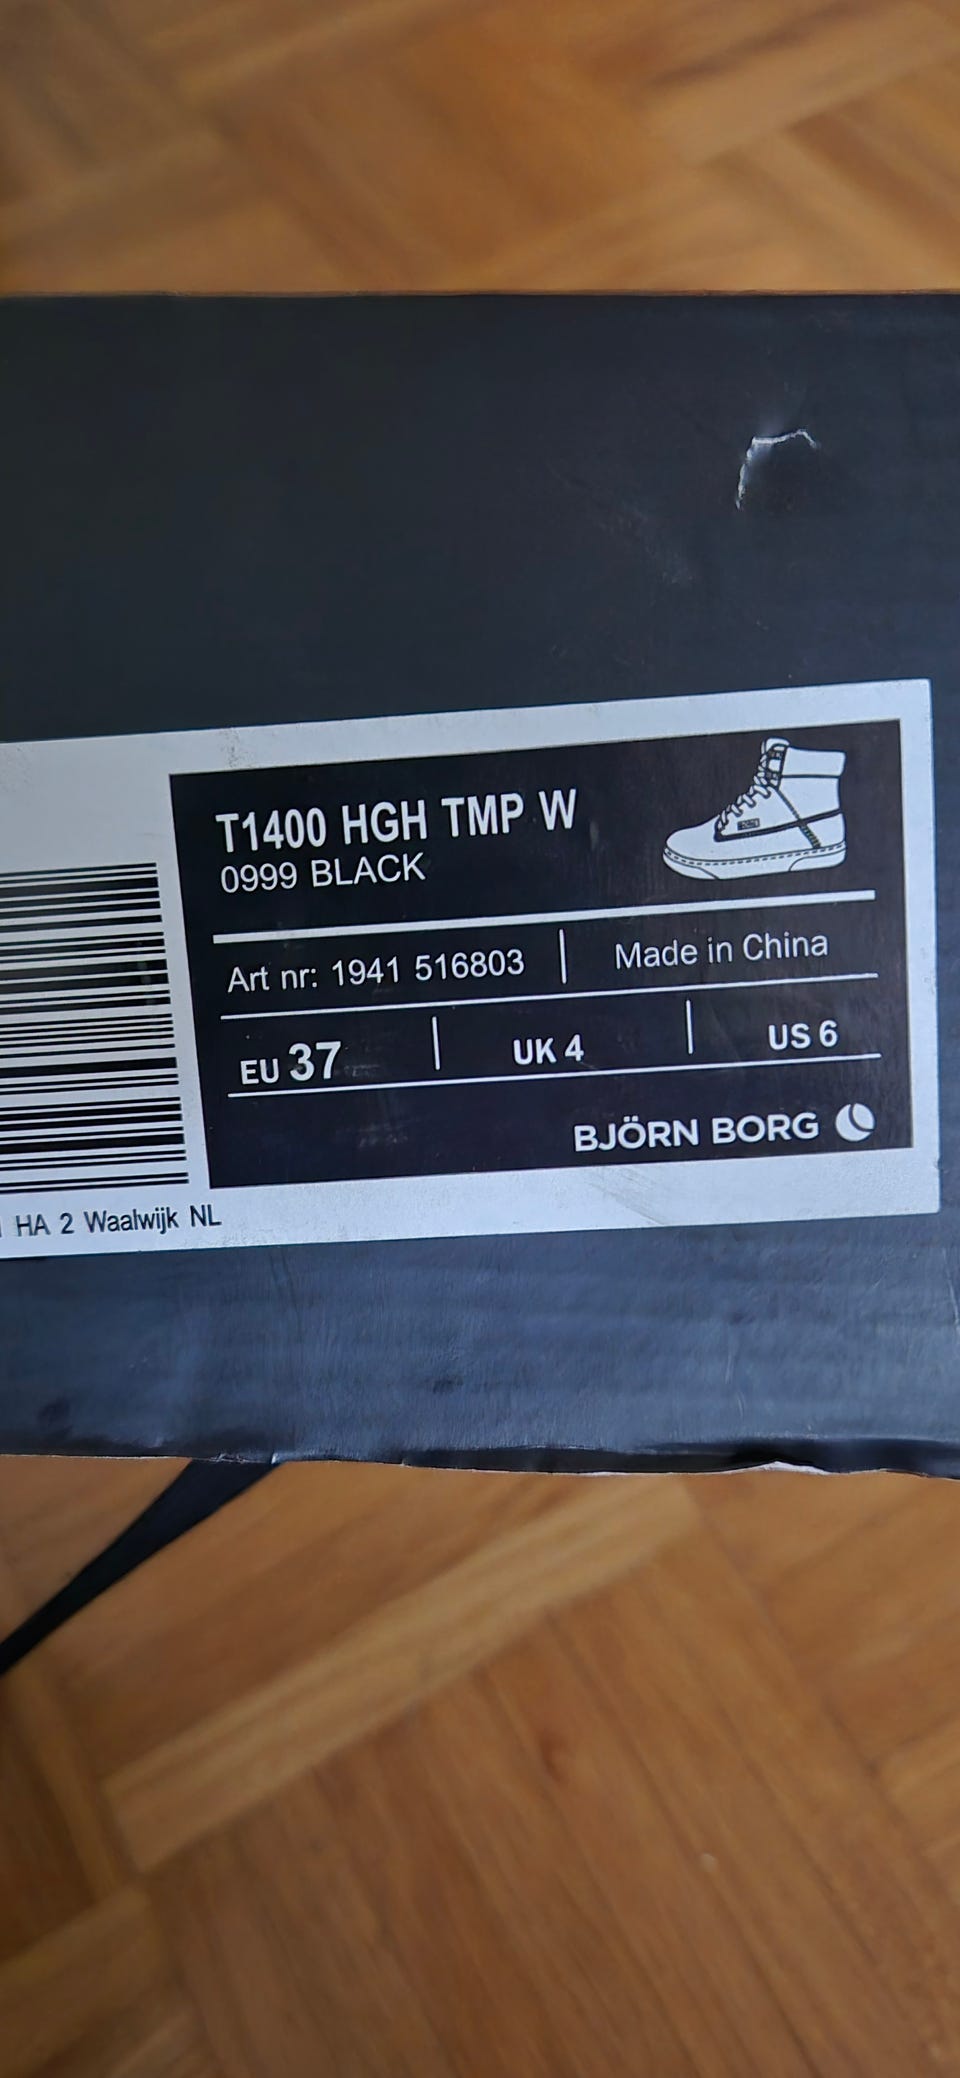 T1400 HGH TMP W
0999 BLACK
Art nr: 1941 516803 | Made in China
EU 37 | UK 4 | US 6
BJÖRN BORG
HA 2 Waalwijk NL